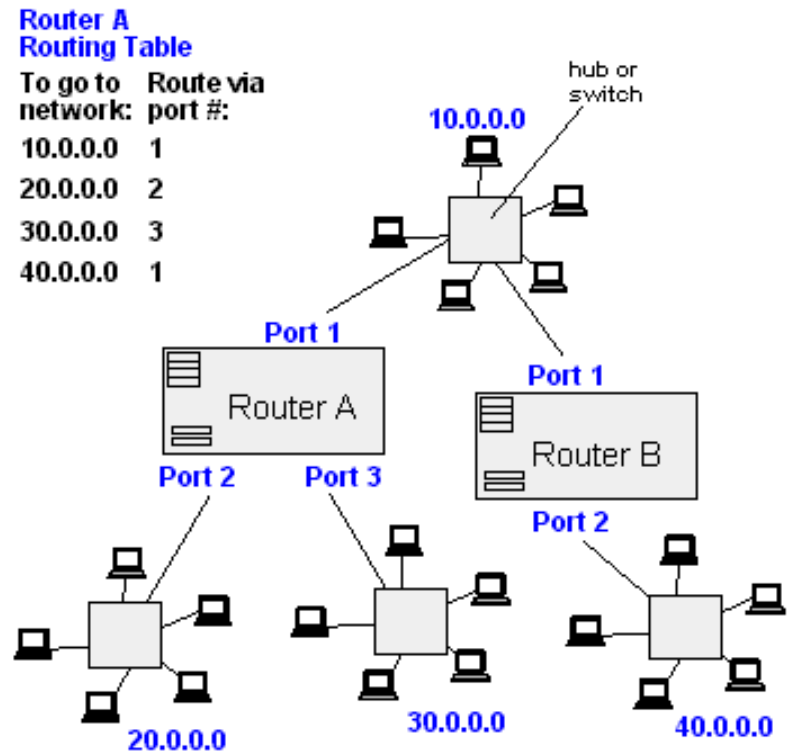 Router A
Routing Table
To go to network: Route via port #:
10.0.0.0 1
20.0.0.0 2
30.0.0.0 3
40.0.0.0 1
hub or
switch
10.0.0.0
Port 1
Router A
Port 2 Port 3
Port 1
Router B
Port 2
20.0.0.0
30.0.0.0
40.0.0.0